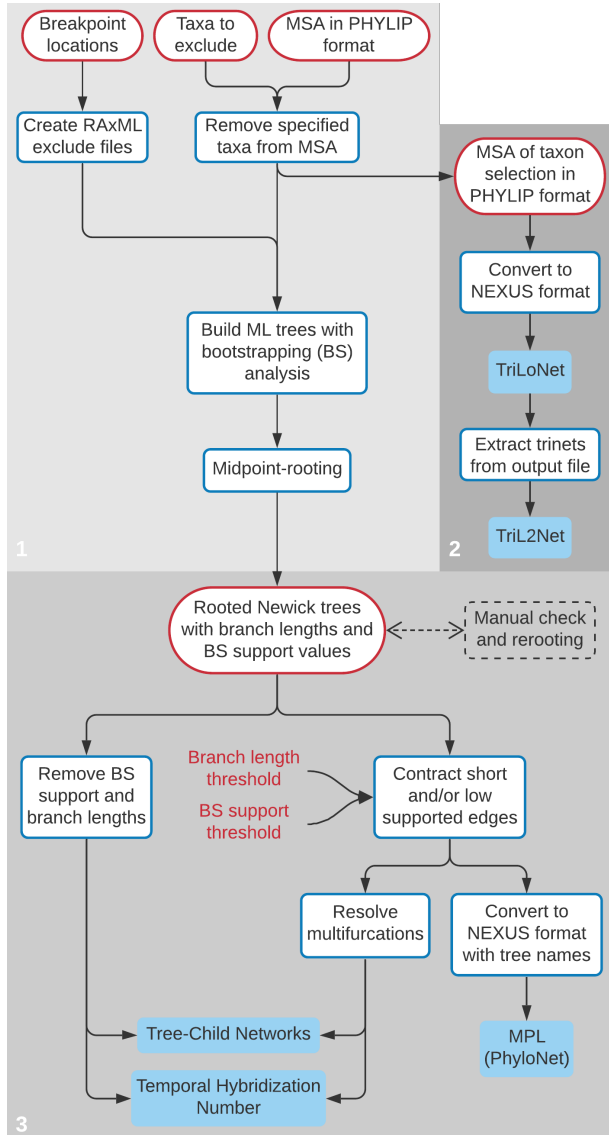 Breakpoint
locations
Taxa to
exclude
MSA in PHYLIP
format
Create RAxML
exclude files
Remove specified
taxa from MSA
Build ML trees with
bootstrapping (BS)
analysis
Midpoint-rooting
1
MSA of taxon
selection in
PHYLIP format
Convert to
NEXUS format
TriLoNet
Extract trinets
from output file
TriL2Net
2
Rooted Newick trees
with branch lengths and
BS support values
Manual check
and rerooting
Remove BS
support and
branch lengths
Branch length
threshold
BS support
threshold
Contract short
and/or low
supported edges
Resolve
multifurcations
Convert to
NEXUS format
with tree names
Tree-Child Networks
MPL
(PhyloNet)
Temporal Hybridization
Number
3